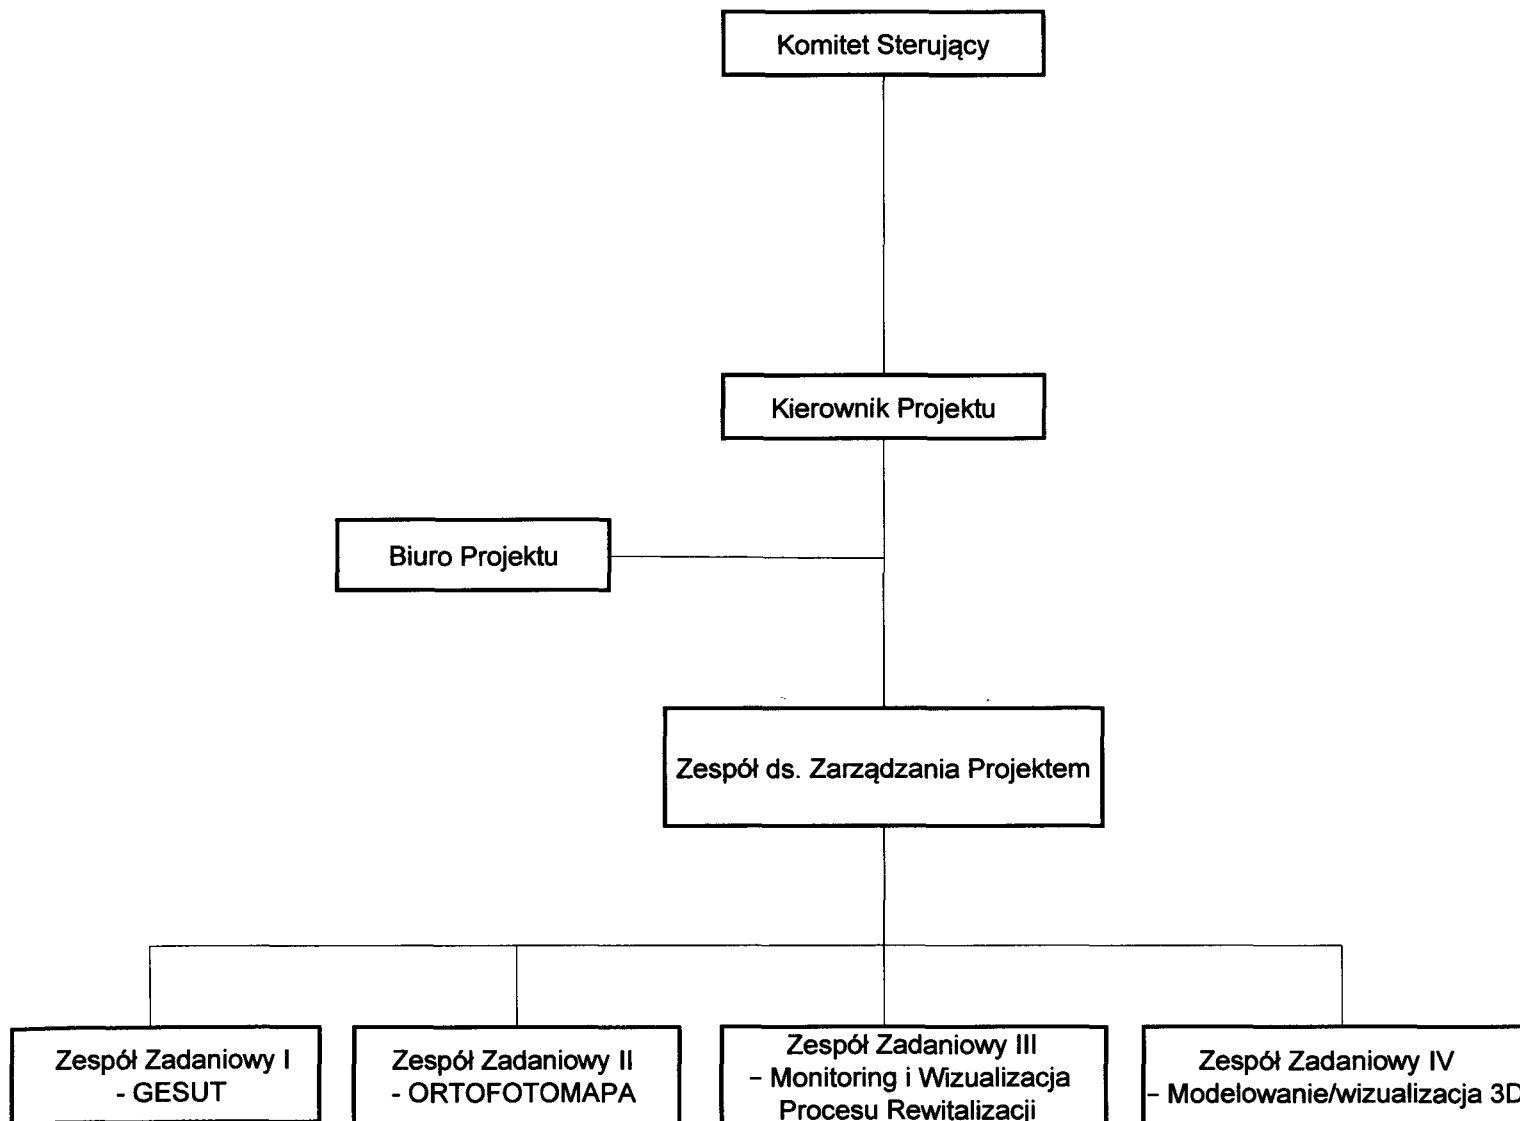 Komitet Sterujący
Kierownik Projektu
Biuro Projektu
Zespół ds. Zarządzania Projektem
Zespół Zadaniowy I
- GESUT
Zespół Zadaniowy II
- ORTOFOTOMAPA
Zespół Zadaniowy III
– Monitoring i Wizualizacja
Procesu Rewitalizacji
Zespół Zadaniowy IV
– Modelowanie/wizualizacja 3D